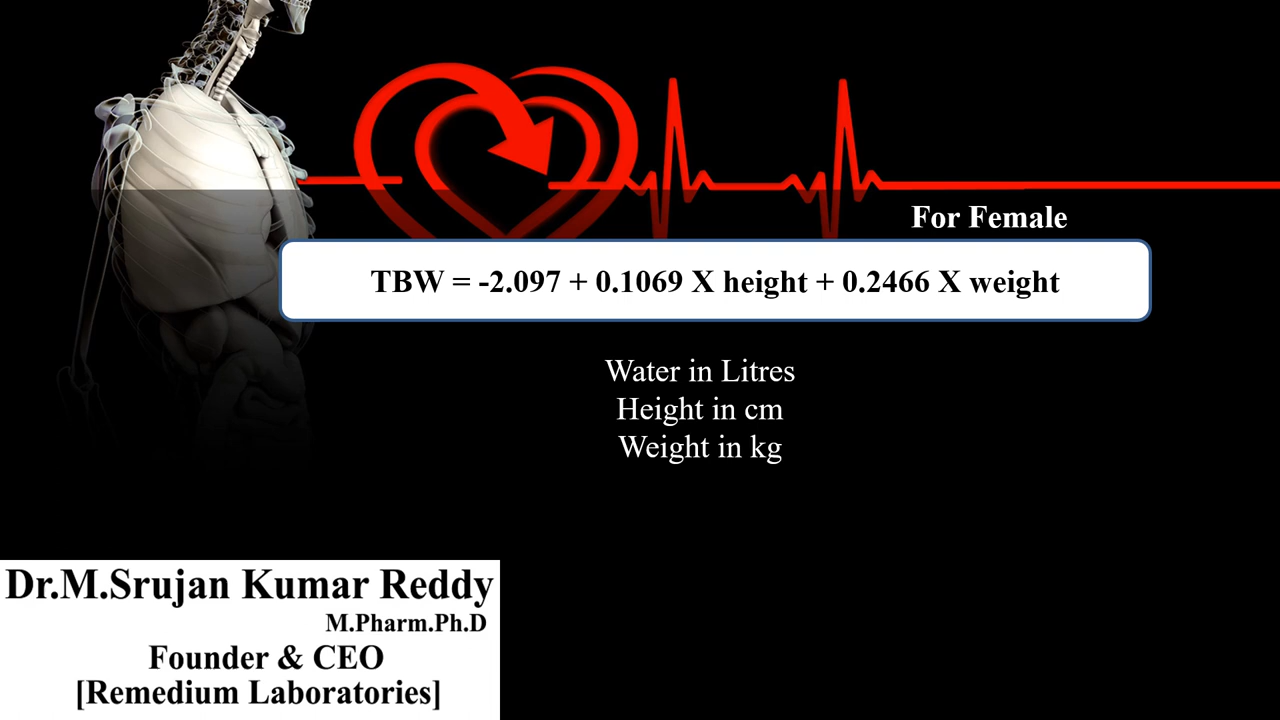 For Female
TBW = -2.097 + 0.1069 X height + 0.2466 X weight
Water in Litres
Height in cm
Weight in kg
Dr.M.Srujan Kumar Reddy
M.Pharm.Ph.D
Founder & CEO
[Remedium Laboratories]